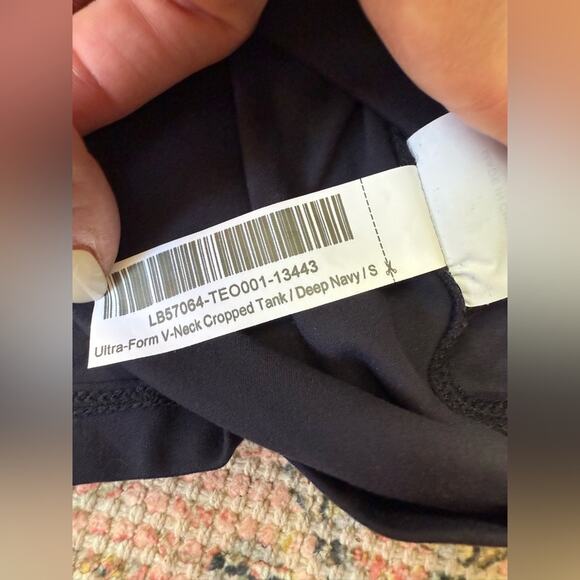 LB57064-TEO001-13443
Ultra-Form V-Neck Cropped Tank / Deep Navy / S